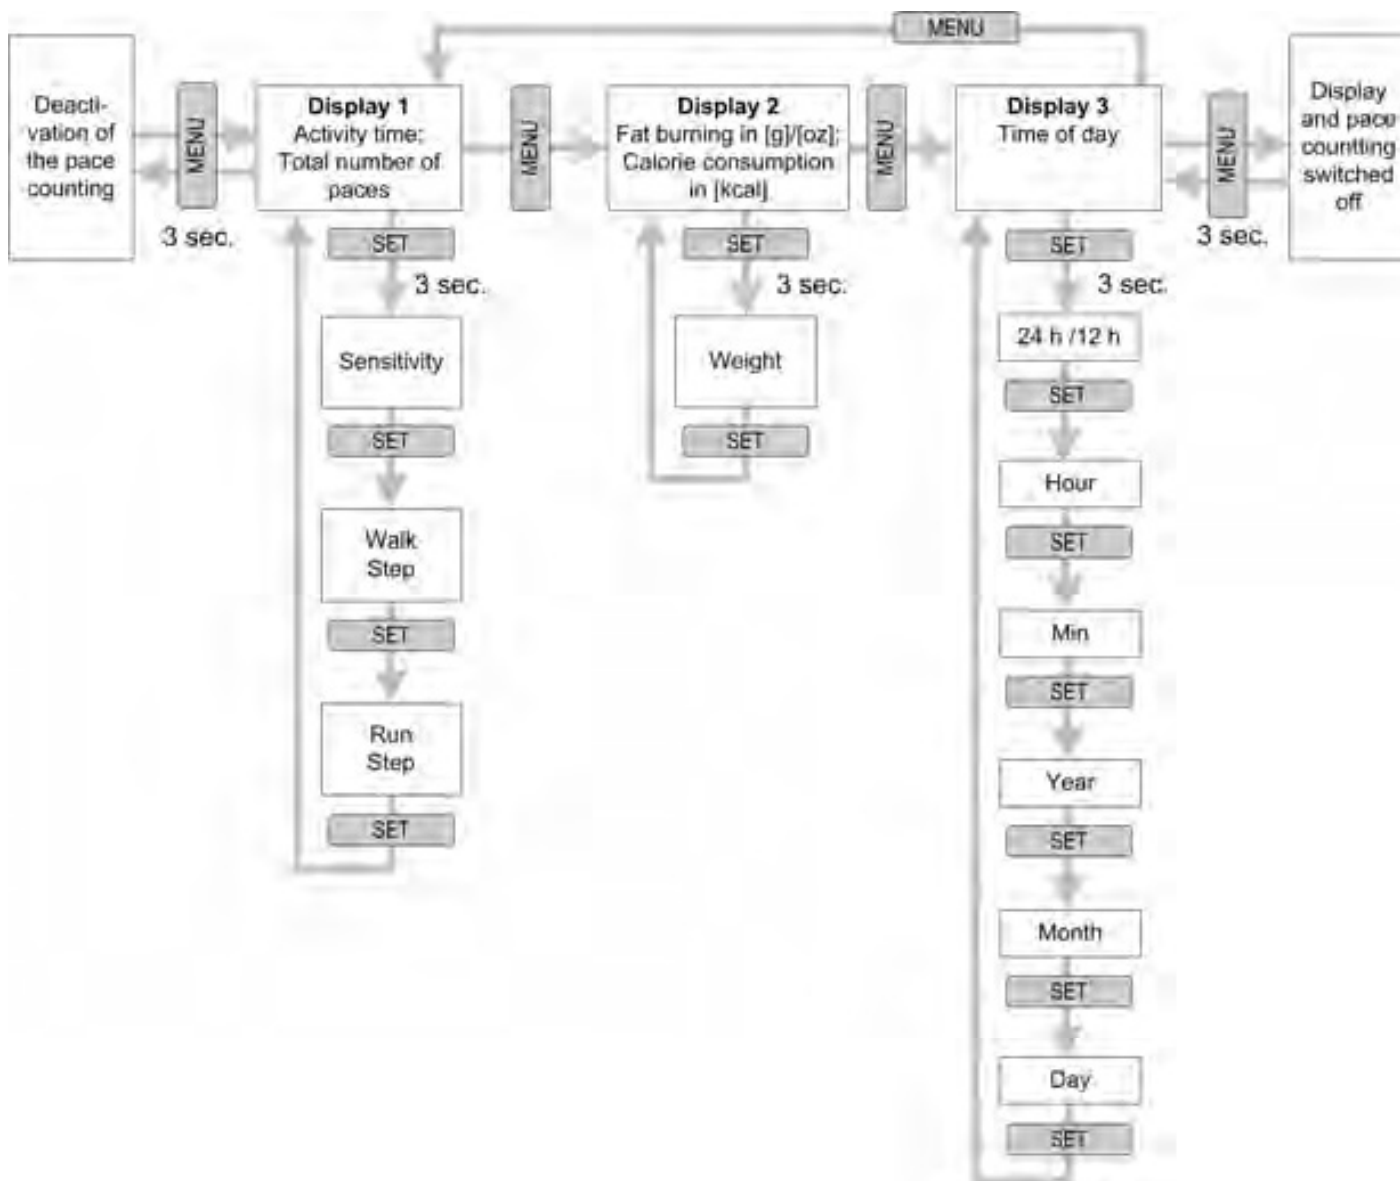 MENU
Deacti-
vation of
the pace
counting
MENU
3 sec.
Display 1
Activity time;
Total number of
paces
MENU
Display 2
Fat burning in [g]/[oz];
Calorie consumption
in [kcal]
MENU
Display 3
Time of day
MENU
3 sec.
Display
and pace
countling
switched
off
SET
3 sec.
Sensitivity
SET
Walk
Step
SET
Run
Step
SET
SET
3 sec.
Weight
SET
SET
3 sec.
24 h /12 h
SET
Hour
SET
Min
SET
Year
SET
Month
SET
Day
SET